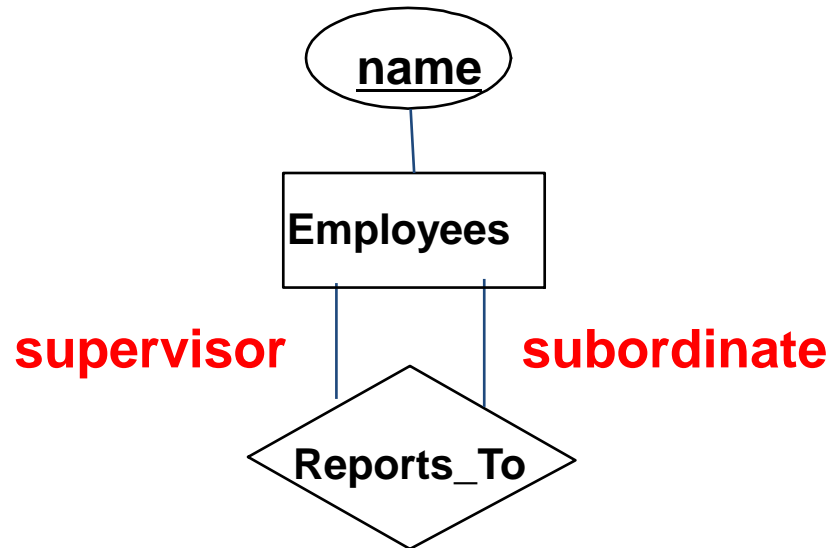 name
Employees
supervisor
subordinate
Reports_To